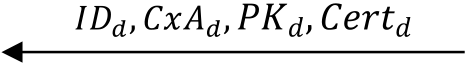 ID_d, CxA_d, PK_d, Cert_d